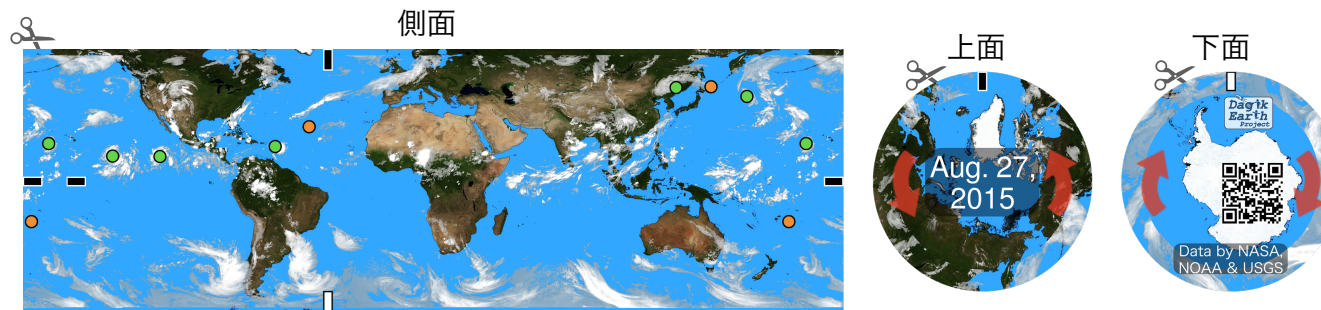 側面
上面
下面
Aug. 27,
2015
Dagik
Earth
Project
Data by NASA,
NOAA & USGS